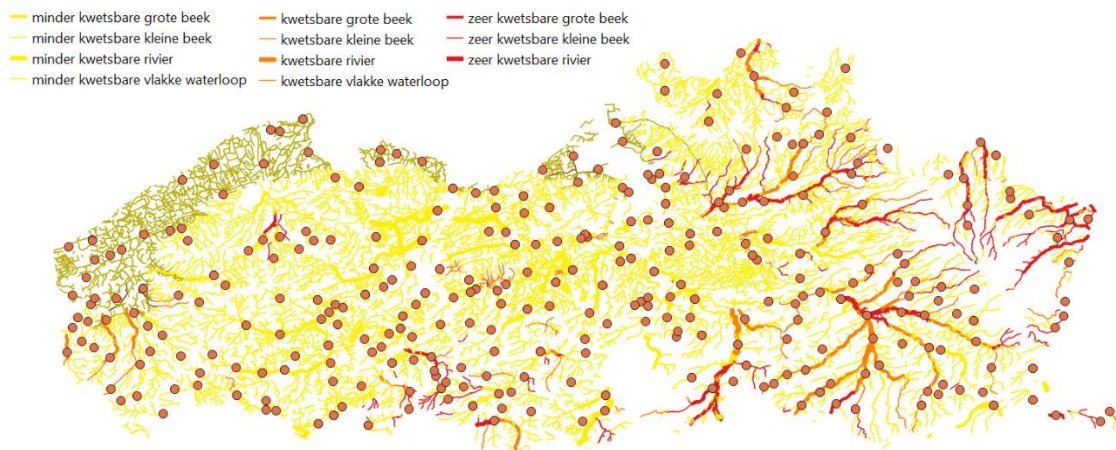 minder kwetsbare grote beek
minder kwetsbare kleine beek
minder kwetsbare rivier
minder kwetsbare vlakke waterloop
kwetsbare grote beek
kwetsbare kleine beek
kwetsbare rivier
kwetsbare vlakke waterloop
zeer kwetsbare grote beek
zeer kwetsbare kleine beek
zeer kwetsbare rivier